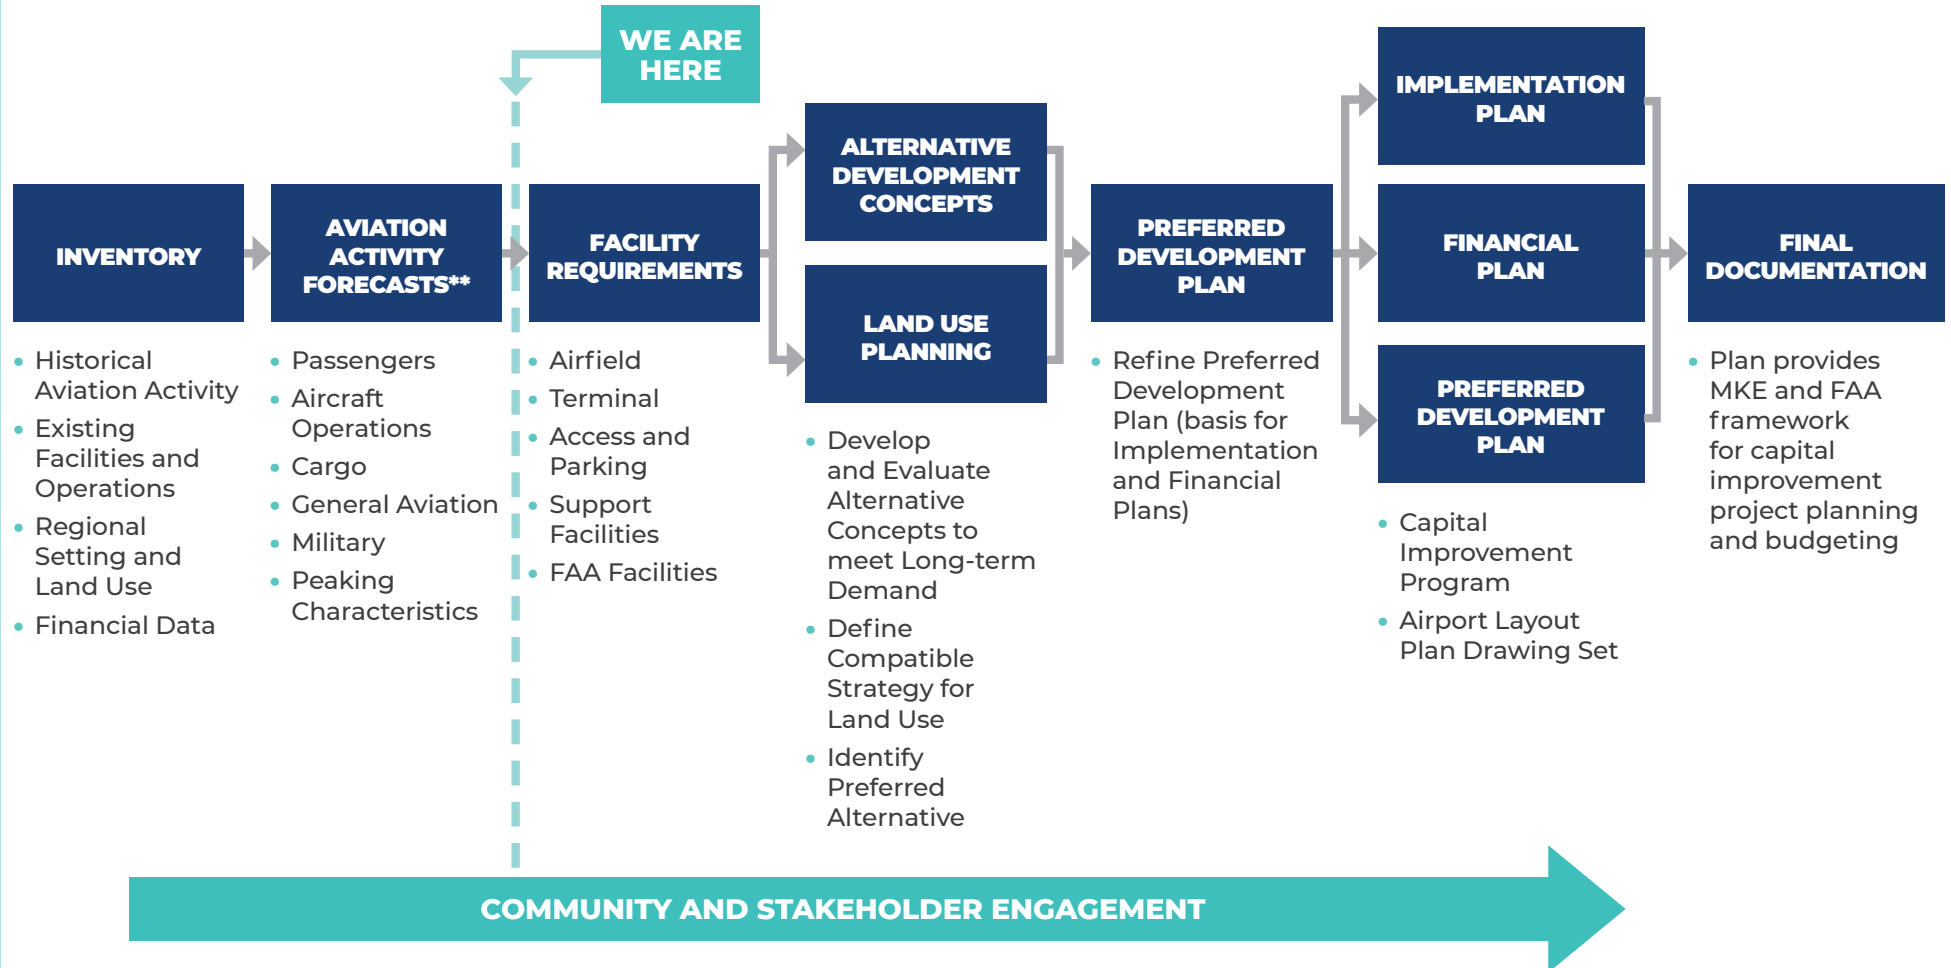 WE ARE
HERE
INVENTORY
• Historical
Aviation Activity
• Existing
Facilities and
Operations
• Regional
Setting and
Land Use
• Financial Data
AVIATION
ACTIVITY
FORECASTS**
• Passengers
• Aircraft
Operations
• Cargo
• General Aviation
• Military
• Peaking
Characteristics
FACILITY
REQUIREMENTS
• Airfield
• Terminal
• Access and
Parking
• Support
Facilities
• FAA Facilities
ALTERNATIVE
DEVELOPMENT
CONCEPTS
LAND USE
PLANNING
• Develop
and Evaluate
Alternative
Concepts to
meet Long-term
Demand
• Define
Compatible
Strategy for
Land Use
• Identify
Preferred
Alternative
PREFERRED
DEVELOPMENT
PLAN
• Refine Preferred
Development
Plan (basis for
Implementation
and Financial
Plans)
IMPLEMENTATION
PLAN
FINANCIAL
PLAN
PREFERRED
DEVELOPMENT
PLAN
• Capital
Improvement
Program
• Airport Layout
Plan Drawing Set
FINAL
DOCUMENTATION
• Plan provides
MKE and FAA
framework
for capital
improvement
project planning
and budgeting
COMMUNITY AND STAKEHOLDER ENGAGEMENT